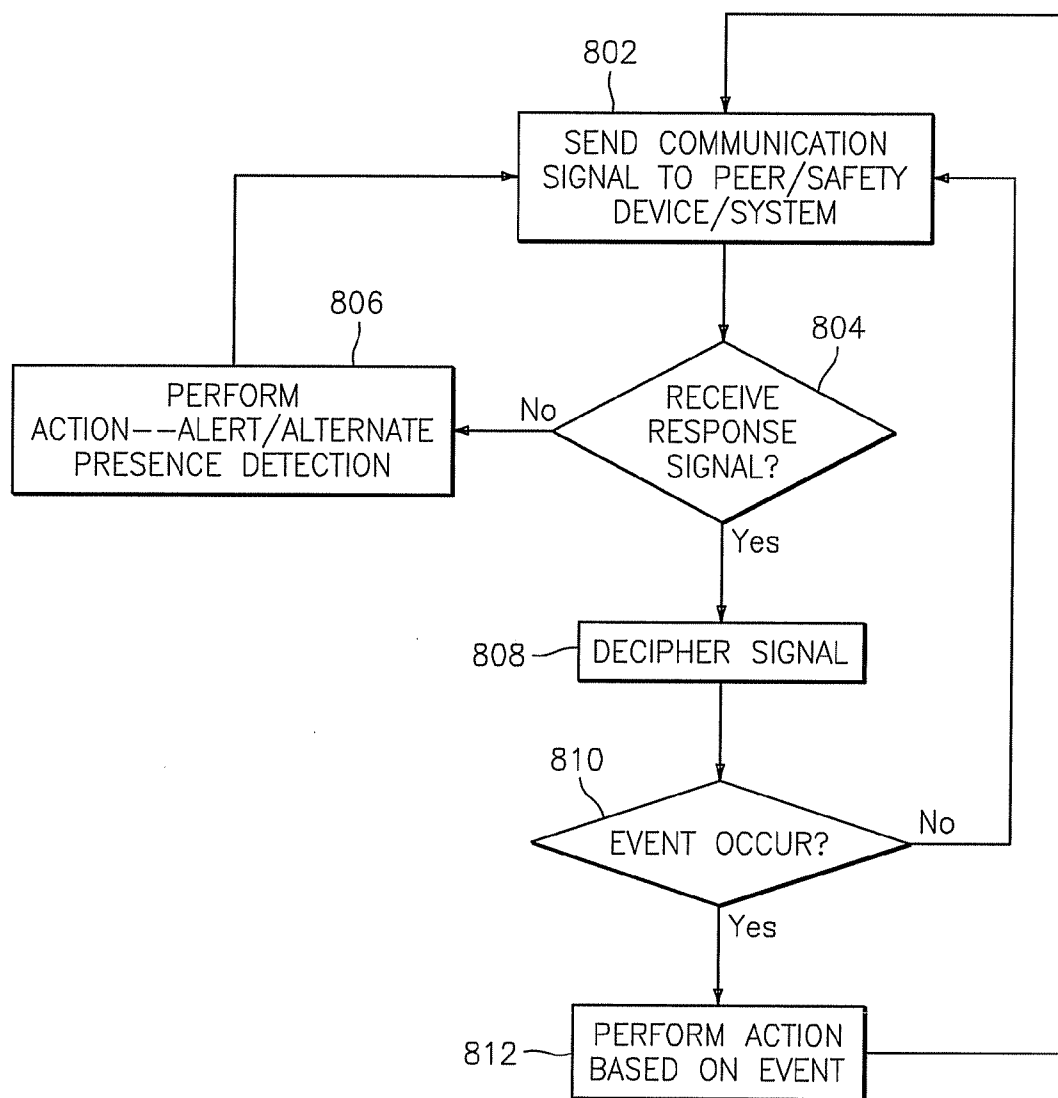 802
SEND COMMUNICATION
SIGNAL TO PEER/SAFETY
DEVICE/SYSTEM
806
PERFORM
ACTION--ALERT/ALTERNATE
PRESENCE DETECTION
No
804
RECEIVE
RESPONSE
SIGNAL?
Yes
808
DECIPHER SIGNAL
810
EVENT OCCUR?
No
Yes
812
PERFORM ACTION
BASED ON EVENT